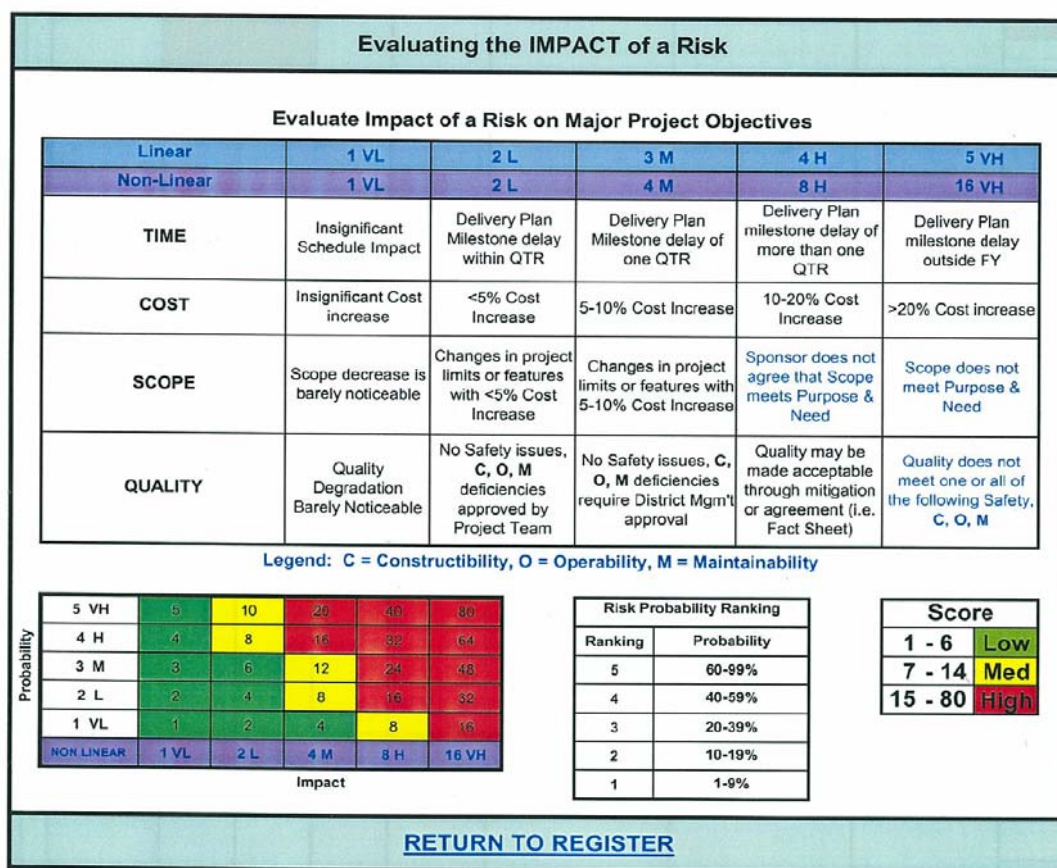 Evaluating the IMPACT of a Risk
Evaluate Impact of a Risk on Major Project Objectives
Linear 1 VL 2 L 3 M 4 H 5 VH
Non-Linear 1 VL 2 L 4 M 8 H 16 VH
TIME
Insignificant
Schedule Impact
Delivery Plan
Milestone delay
within QTR
Delivery Plan
Milestone delay of
one QTR
Delivery Plan
milestone delay of
more than one
QTR
Delivery Plan
milestone delay
outside FY
COST
Insignificant Cost
increase
<5% Cost
Increase
5-10% Cost Increase
10-20% Cost
Increase
>20% Cost increase
SCOPE
Scope decrease is
barely noticeable
Changes in project
limits or features
with <5% Cost
Increase
Changes in project
limits or features with
5-10% Cost Increase
Sponsor does not
agree that Scope
meets Purpose &
Need
Scope does not
meet Purpose &
Need
QUALITY
Quality
Degradation
Barely Noticeable
No Safety issues,
C, O, M
deficiencies
approved by
Project Team
No Safety issues, C,
O, M deficiencies
require District Mgm't
approval
Quality may be
made acceptable
through mitigation
or agreement (i.e.
Fact Sheet)
Quality does not
meet one or all of
the following Safety,
C, O, M
Legend: C = Constructibility, O = Operability, M = Maintainability
Probability
5 VH 5 10 20 40 80
4 H 4 8 16 32 64
3 M 3 6 12 24 48
2 L 2 4 8 16 32
1 VL 1 2 4 8 16
NON LINEAR 1 VL 2 L 4 M 8 H 16 VH
Impact
Risk Probability Ranking
Ranking Probability
5 60-99%
4 40-59%
3 20-39%
2 10-19%
1 1-9%
Score
1 - 6 Low
7 - 14 Med
15 - 80 High
RETURN TO REGISTER